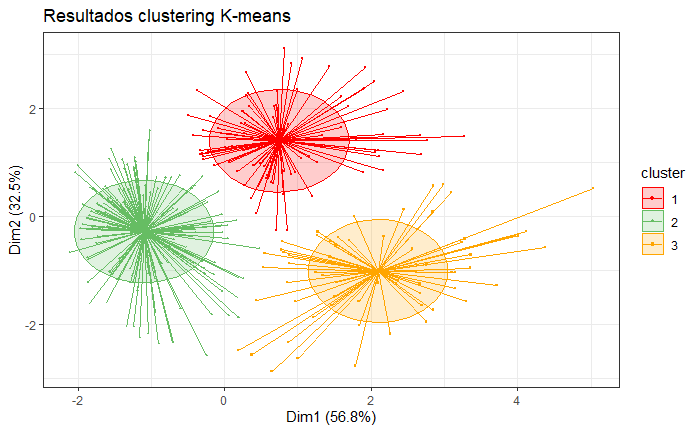 Resultados clustering K-means
Dim2 (32.5%)
2
0
-2
-2
0
2
4
Dim1 (56.8%)
cluster
1
2
3